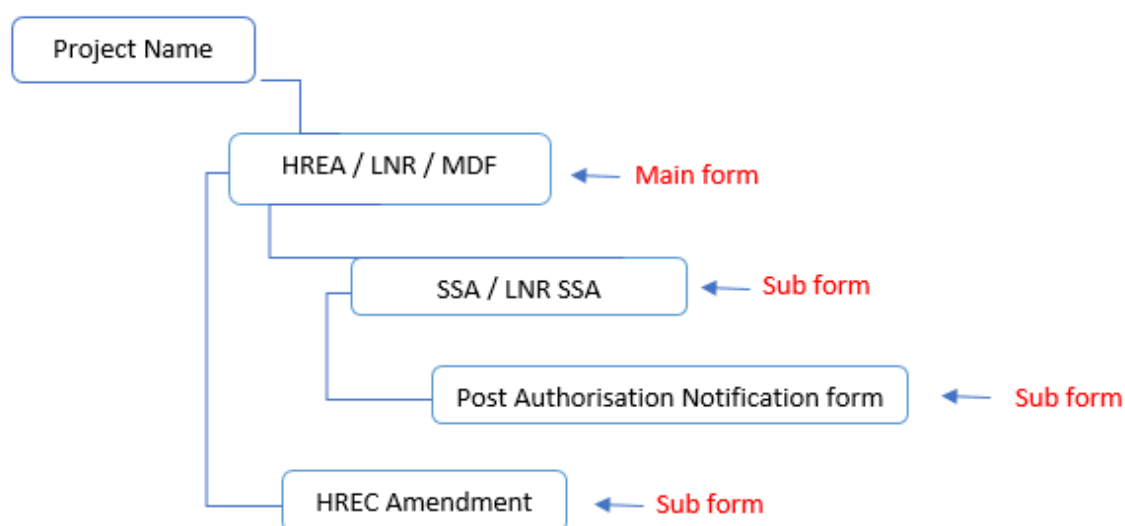 Project Name
HREA / LNR / MDF
Main form
SSA / LNR SSA
Sub form
Post Authorisation Notification form
Sub form
HREC Amendment
Sub form